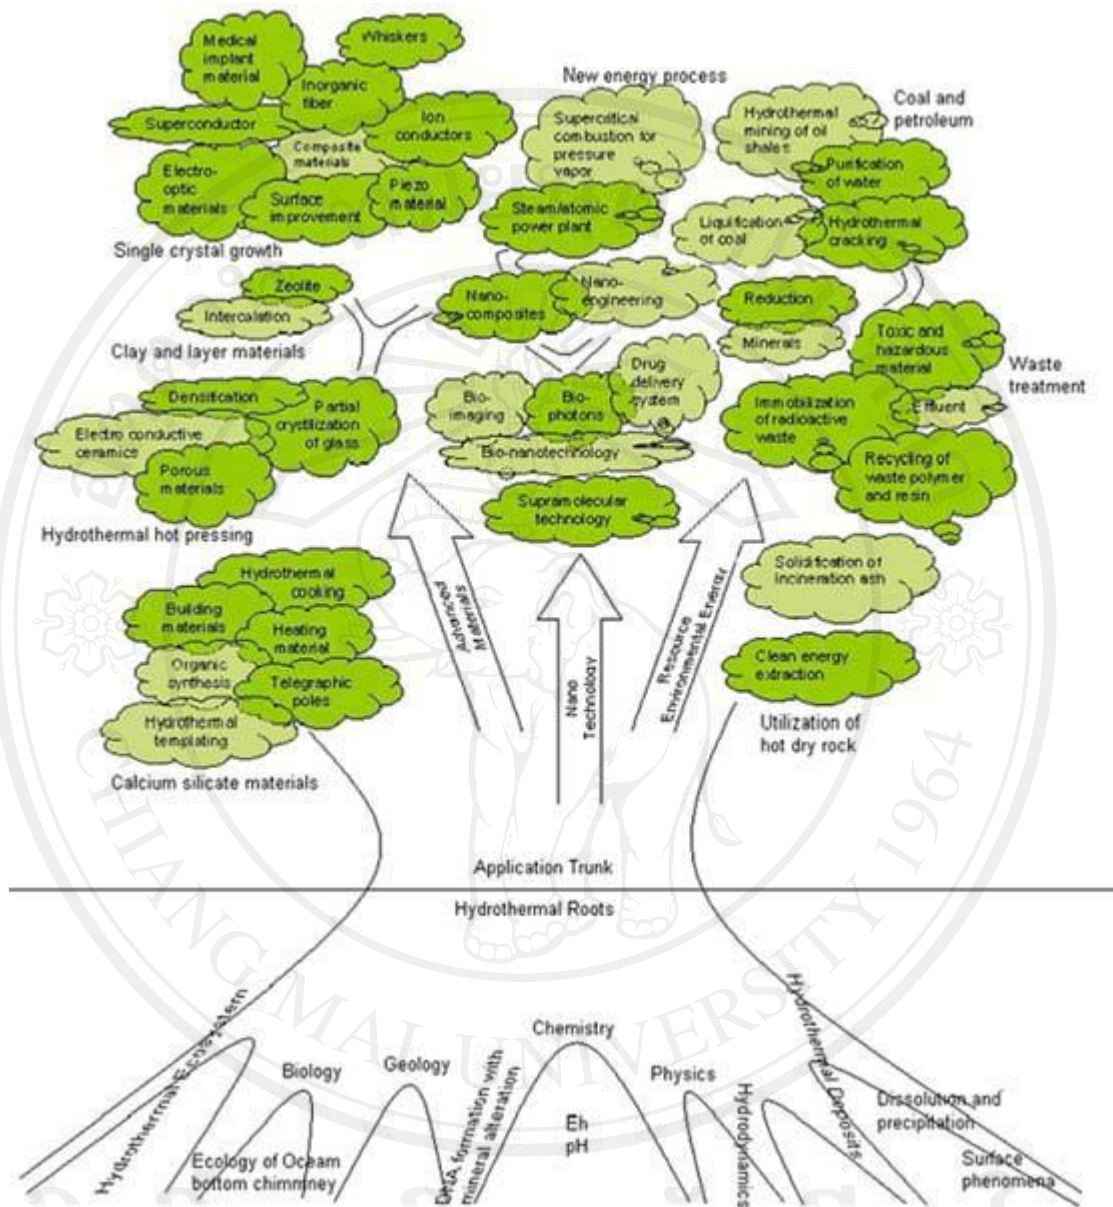 Medical
implant
material
Whiskers
Inorganic
fiber
Superconductor
Ion
conductors
Composite
materials
Electro-
optic
materials
Surface
improvement
Piezo
material
Single crystal growth
New energy process
Supercritical
combustion for
pressure
vapor
Steam/atomic
power plant
Hydrothermal
mining of oil
shales
Coal and
petroleum
Purification
of water
Liquification
of coal
Hydrothermal
cracking
Zeolite
Intercalation
Clay and layer materials
Nano-
composites
Nano-
engineering
Reduction
Minerals
Toxic and
hazardous
material
Waste
treatment
Densification
Partial
crystilization
of glass
Electro conductive
ceramics
Porous
materials
Hydrothermal hot pressing
Bio-
imaging
Bio-
photons
Drug
delivery
system
Bio-nanotechnology
Supramolecular
technology
Immobilization
of radioactive
waste
Effluent
Recycling of
waste polymer
and resin
Solidification of
incineration ash
Hydrothermal
cooking
Building
materials
Heating
material
Organic
synthesis
Telegraphic
poles
Hydrothermal
templating
Calcium silicate materials
Advanced
Materials
Nano
Technology
Resource
Environmental Energy
Clean energy
extraction
Utilization of
hot dry rock
Application Trunk
Hydrothermal Roots
Hydrothermal Ecosystem
Biology
Ecology of Oceam
bottom chimnney
Geology
DNA formation with
mineral alteration
Chemistry
Eh
pH
Physics
Hydrodynamics
Hydrothermal Deposits
Dissolution and
precipitation
Surface
phenomena
CHIANG MAI UNIVERSITY 1964